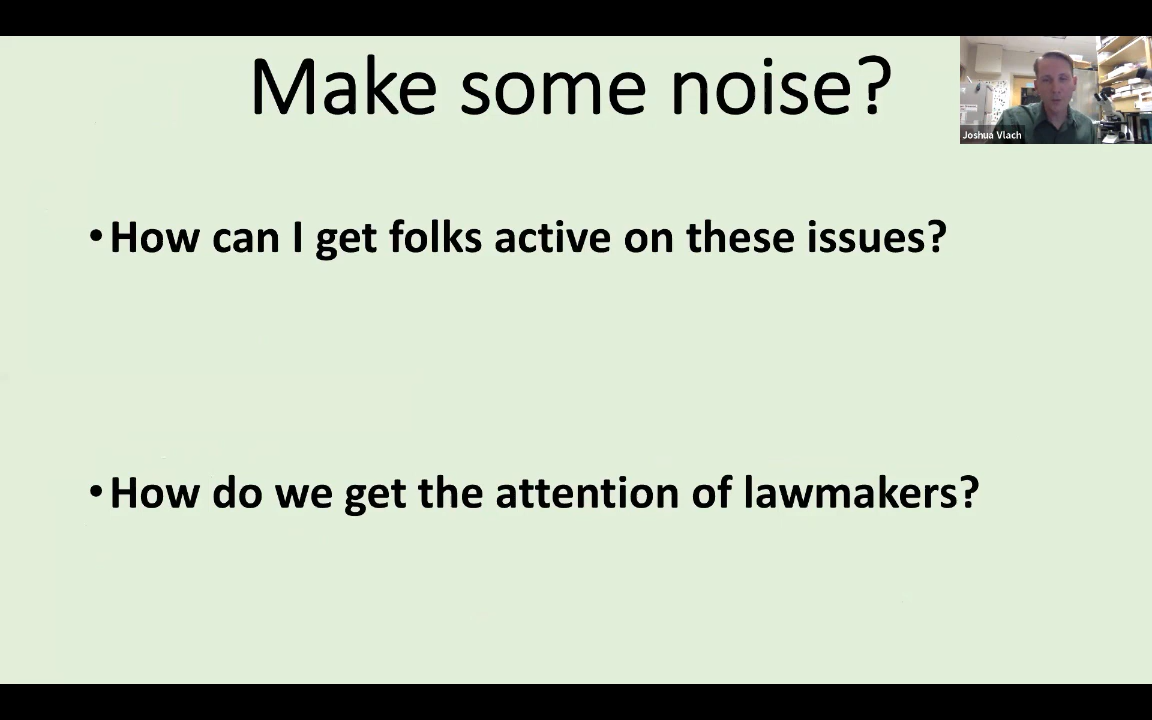 Make some noise?
Joshua Vlach
•How can I get folks active on these issues?
•How do we get the attention of lawmakers?